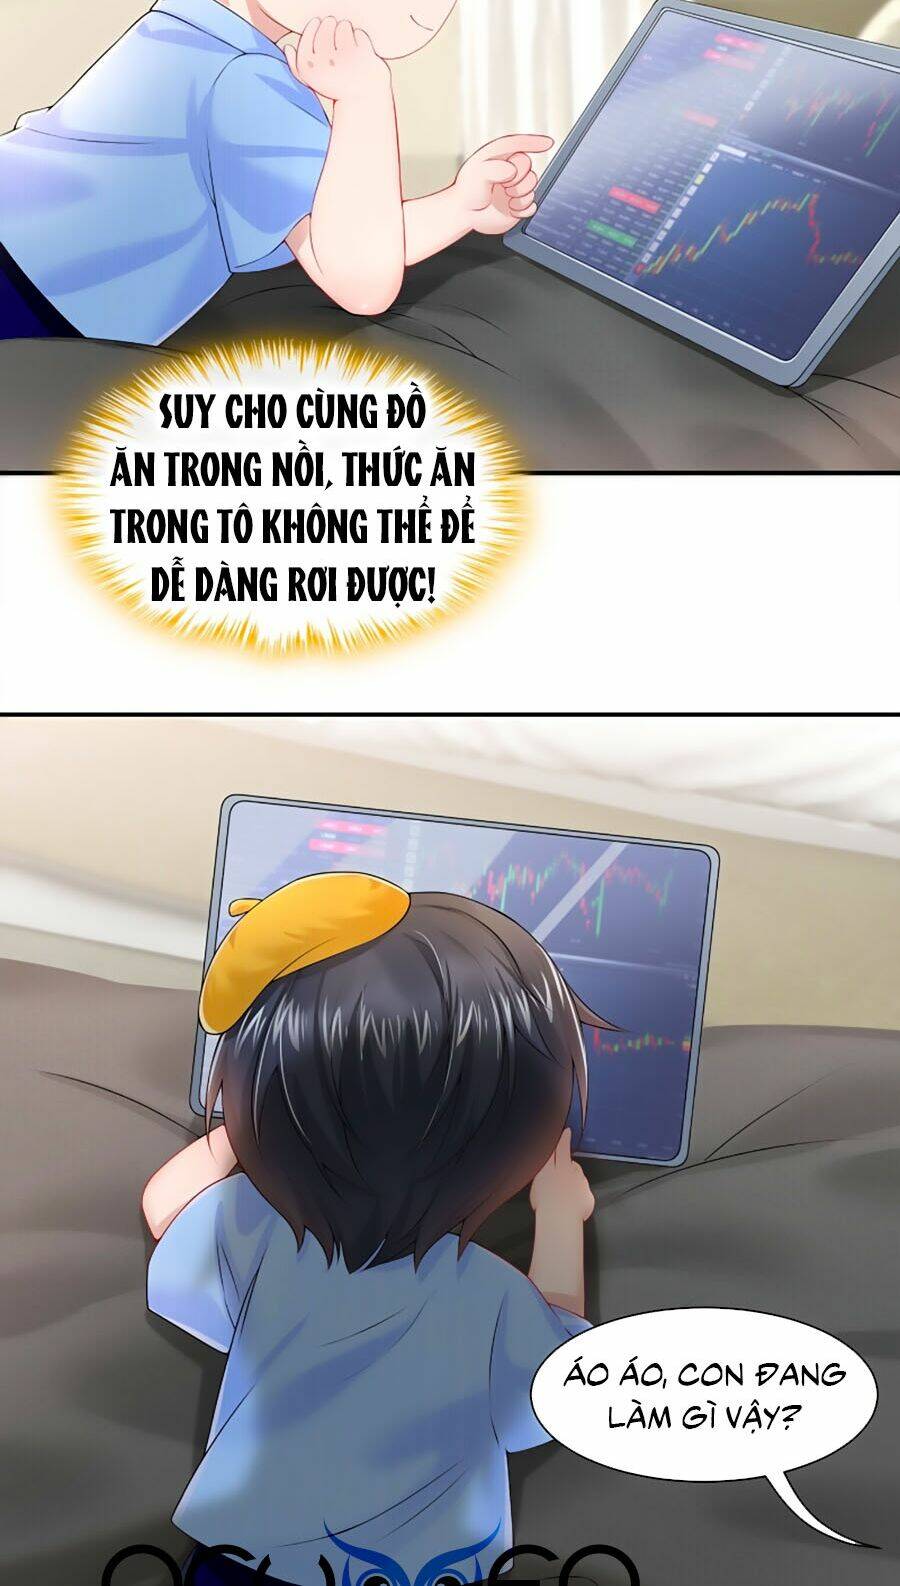 SUY CHO CÙNG ĐỒ
ĂN TRONG NỒI, THỨC ĂN
TRONG TÔ KHÔNG THỂ ĐỂ
DỄ DÀNG RƠI ĐƯỢC!
ÁO ÁO, CON ĐANG
LÀM GÌ VẬY?